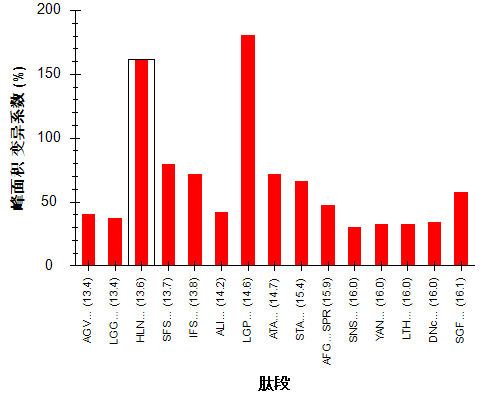 峰面积 变异系数 (%)
200
150
100
50
0
AGV... (13.4)
LGG... (13.4)
HLN... (13.6)
SFS... (13.7)
IFS... (13.8)
ALI... (14.2)
LGP... (14.6)
ATA... (14.7)
STA... (15.4)
AFG...SPR (15.9)
SNS... (16.0)
YAN... (16.0)
LTH... (16.0)
DNc... (16.0)
SGF... (16.1)
肽段